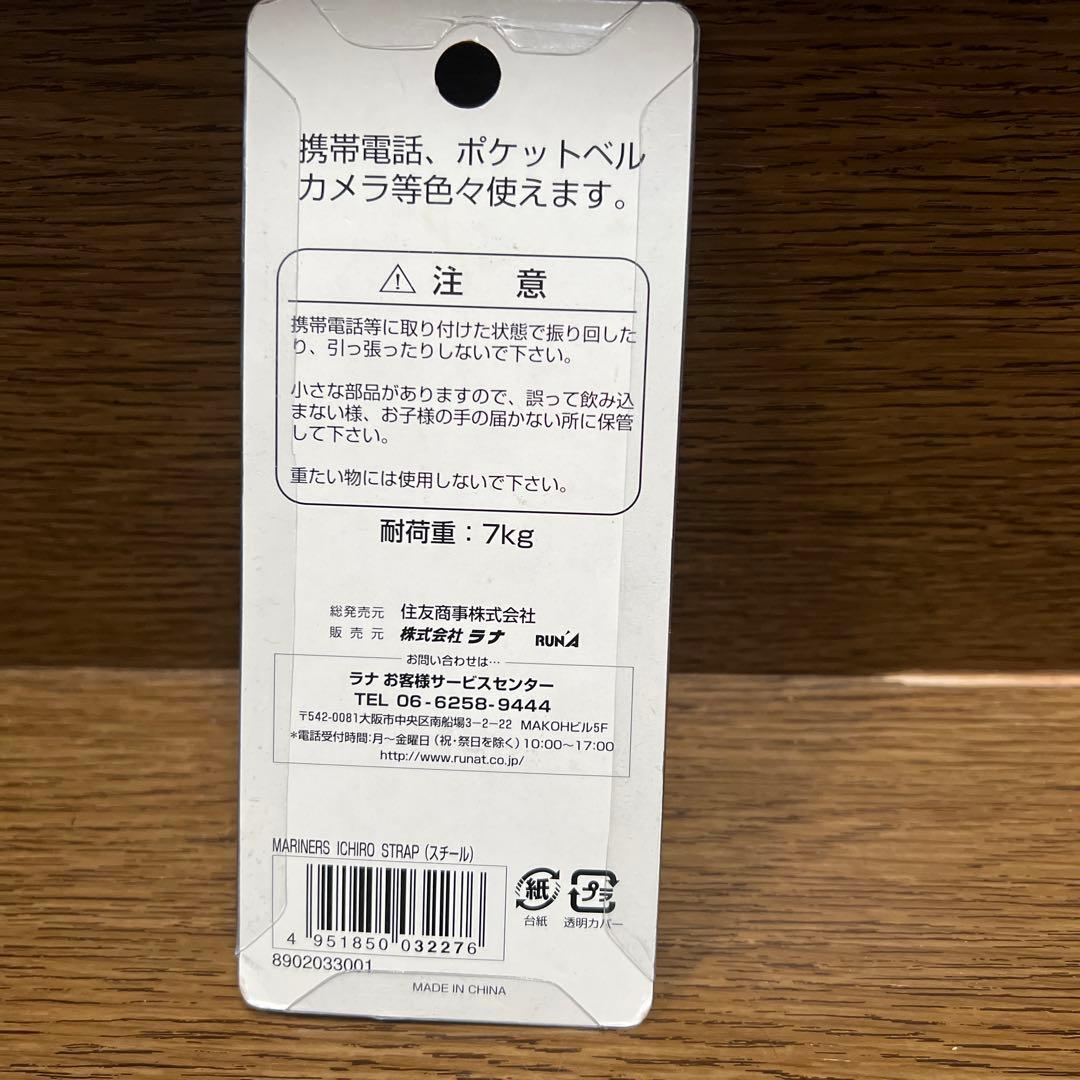 携帯電話、ポケットベル
カメラ等色々使えます。
注 意
携帯電話等に取り付けた状態で振り回した
り、引っ張ったりしないで下さい。
小さな部品がありますので、誤って飲み込
まない様、お子様の手の届かない所に保管
して下さい。
重たい物には使用しないで下さい。
耐荷重：7kg
総発売元 住友商事株式会社
販売元 株式会社ラナ RUN'A
お問い合わせは…
ラナ お客様サービスセンター
TEL 06-6258-9444
〒542-0081大阪市中央区南船場3-2-22 MAKOHビル5F
*電話受付時間:月〜金曜日(祝・祭日を除く)10:00〜17:00
http://www.runat.co.jp/
MARINERS ICHIRO STRAP (スチール)
4 951850 032276
8902033001
紙 プラ
台紙 透明カバー
MADE IN CHINA